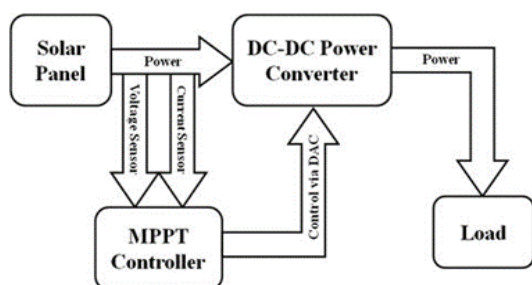 Solar
Panel
Power
DC-DC Power
Converter
Power
Voltage Sensor
Current Sensor
Control via DAC
MPPT
Controller
Load